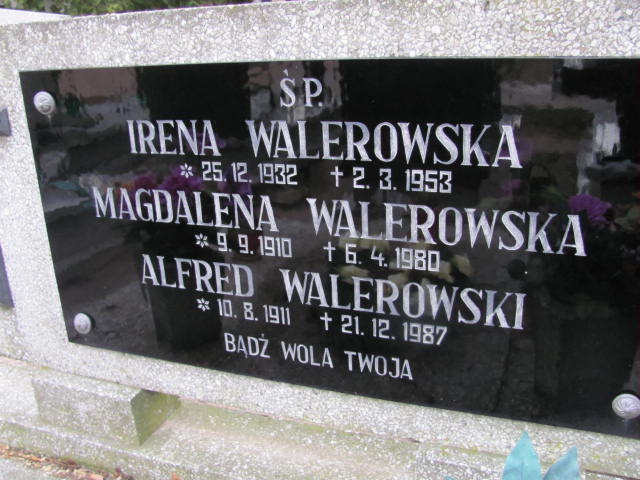 Ś P.
IRENA WALEROWSKA
* 25. 12. 1932 † 2. 3. 1953
MAGDALENA WALEROWSKA
* 9. 9. 1910 † 6. 4. 1980
ALFRED WALEROWSKI
* 10. 8. 1911 † 21. 12. 1987
BĄDŹ WOLA TWOJA